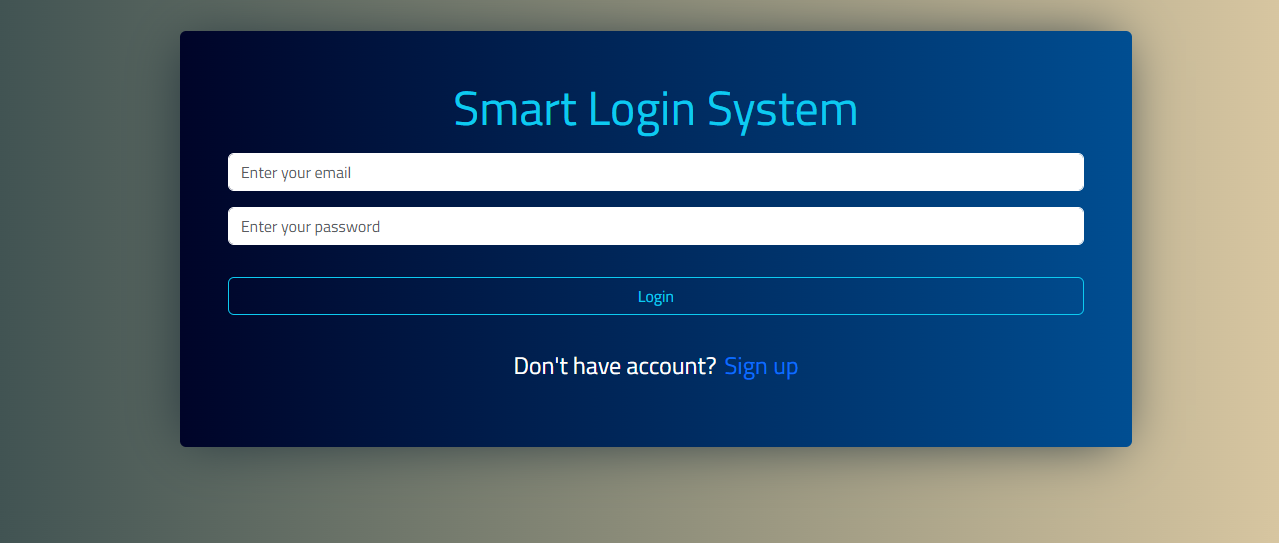 Smart Login System
Enter your email
Enter your password
Login
Don't have account? Sign up